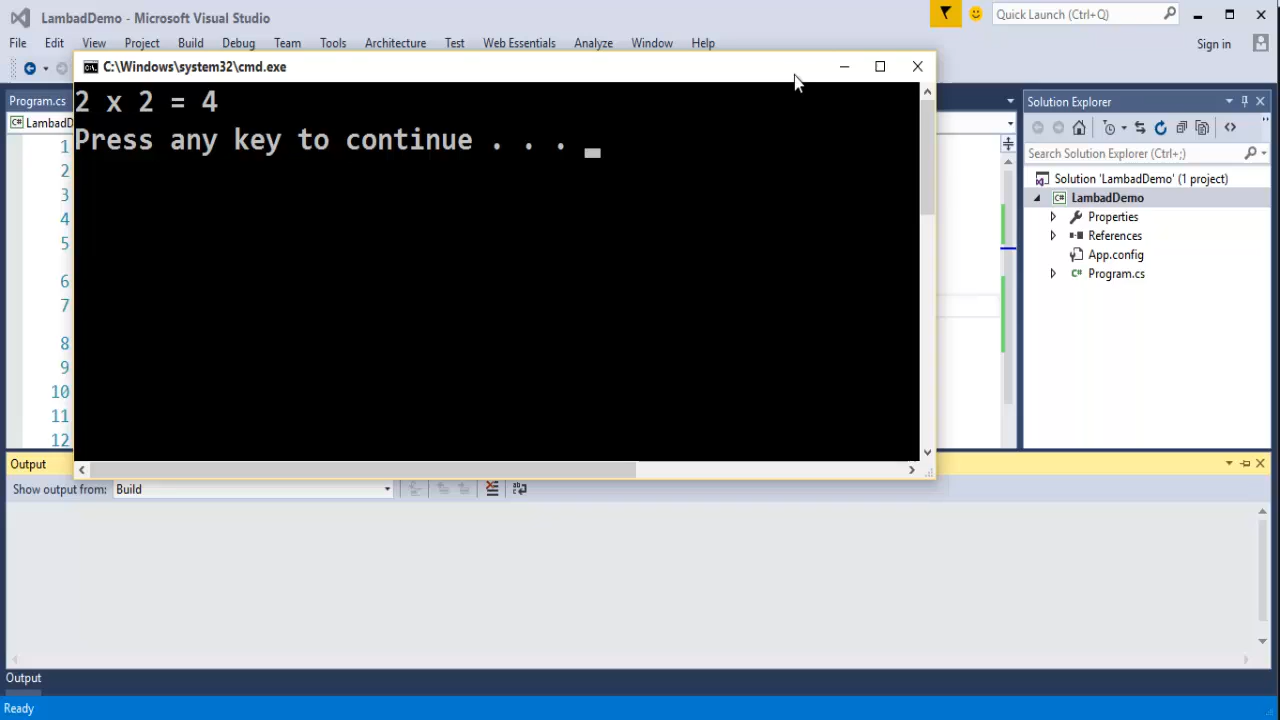 LambadDemo - Microsoft Visual Studio
Quick Launch (Ctrl+Q)
File Edit View Project Build Debug Team Tools Architecture Test Web Essentials Analyze Window Help
Sign in
C:\Windows\system32\cmd.exe
2 x 2 = 4
Press any key to continue . . .
Program.cs
LambadD
1
2
3
4
5
6
7
8
9
10
11
12
Solution Explorer
Search Solution Explorer (Ctrl+;)
Solution 'LambadDemo' (1 project)
LambadDemo
Properties
References
App.config
Program.cs
Output
Show output from: Build
Output
Ready